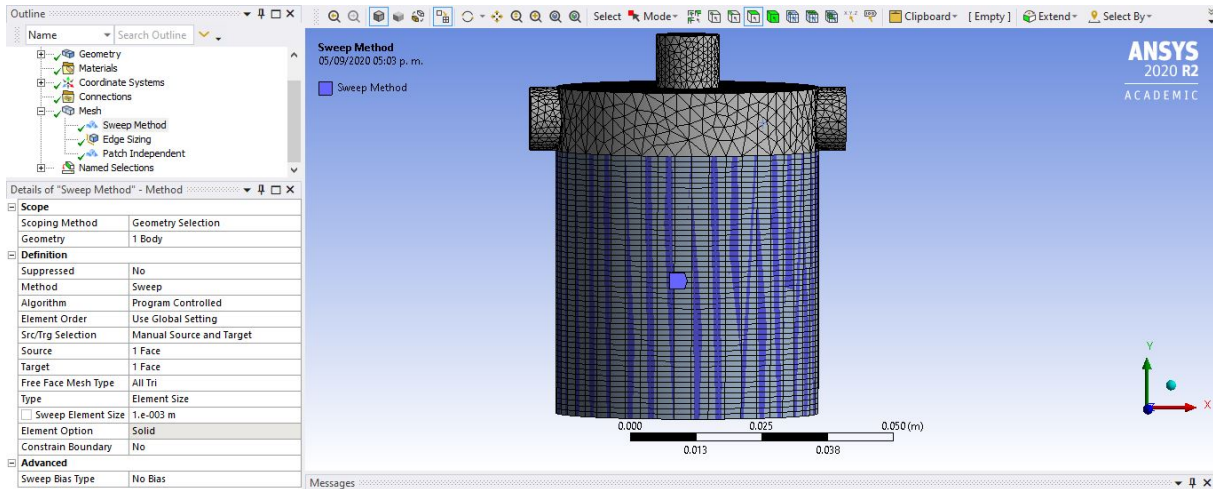 Outline
Name Search Outline
Geometry
Materials
Coordinate Systems
Connections
Mesh
Sweep Method
Edge Sizing
Patch Independent
Named Selections
Details of "Sweep Method" - Method
Scope
Scoping Method Geometry Selection
Geometry 1 Body
Definition
Suppressed No
Method Sweep
Algorithm Program Controlled
Element Order Use Global Setting
Src/Trg Selection Manual Source and Target
Source 1 Face
Target 1 Face
Free Face Mesh Type All Tri
Type Element Size
Sweep Element Size 1.e-003 m
Element Option Solid
Constrain Boundary No
Advanced
Sweep Bias Type No Bias
Select Mode Clipboard [ Empty ] Extend Select By
Sweep Method
05/09/2020 05:03 p. m.
Sweep Method
ANSYS
2020 R2
ACADEMIC
Y
X
0.000 0.025 0.050 (m)
0.013 0.038
Messages